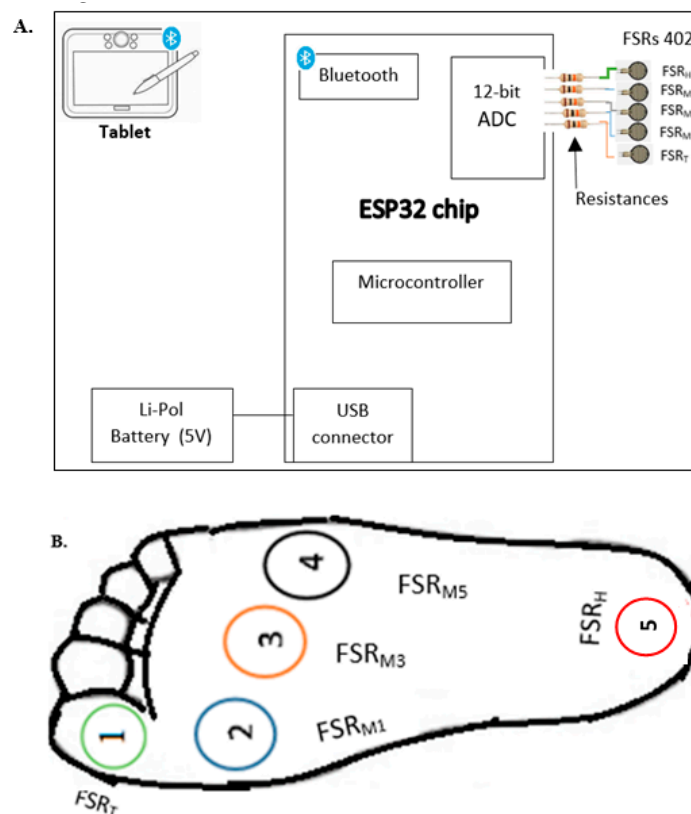 A.
Tablet
Bluetooth
12-bit
ADC
FSRs 402
FSR_H
FSR_M
FSR_M
FSR_M
FSR_T
Resistances
ESP32 chip
Microcontroller
Li-Pol
Battery (5V)
USB
connector
B.
4
FSR_M5
3
FSR_M3
FSR_H
5
1
2
FSR_M1
FSR_T